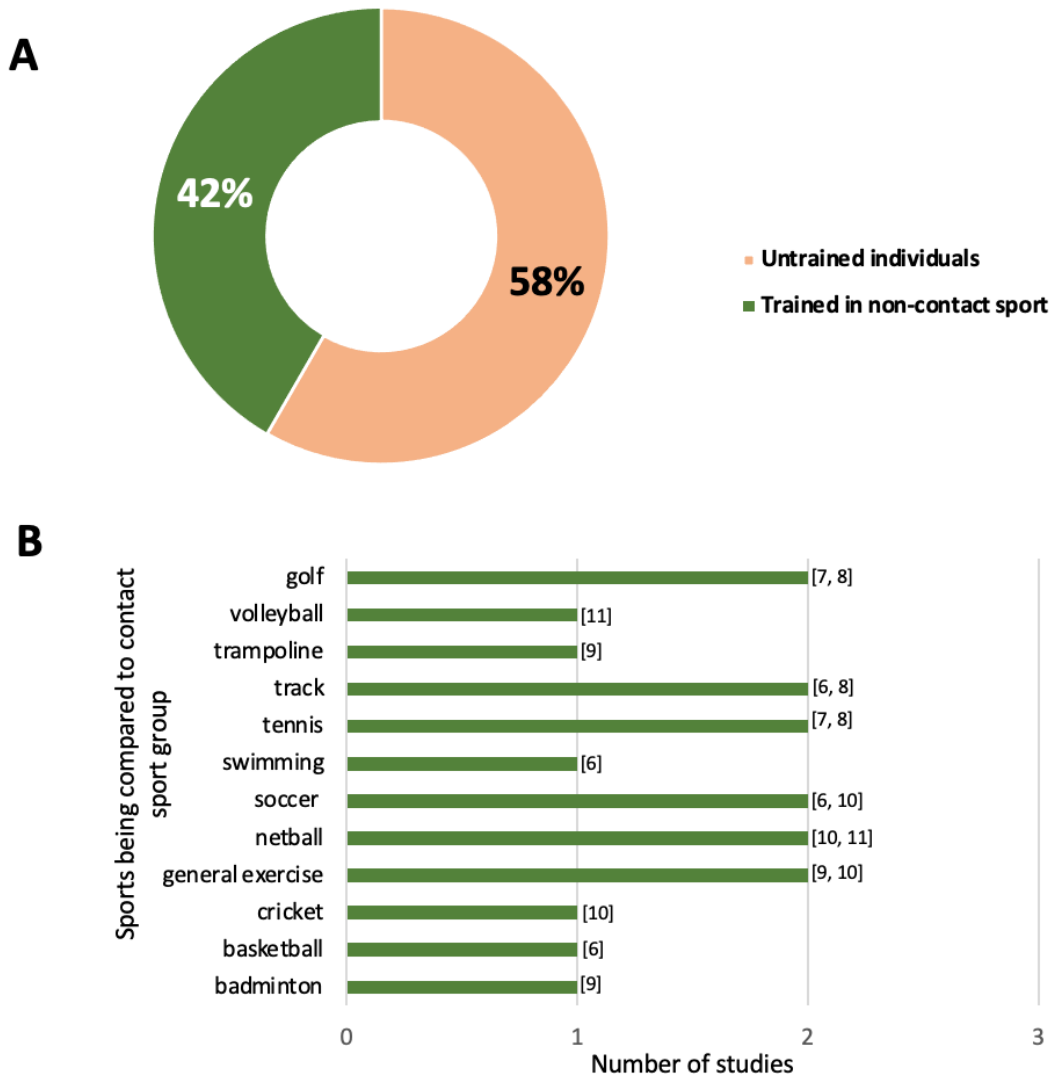 A
42%
58%
Untrained individuals
Trained in non-contact sport
B
Sports being compared to contact
sport group
golf [7, 8]
volleyball [11]
trampoline [9]
track [6, 8]
tennis [7, 8]
swimming [6]
soccer [6, 10]
netball [10, 11]
general exercise [9, 10]
cricket [10]
basketball [6]
badminton [9]
0 1 2 3
Number of studies